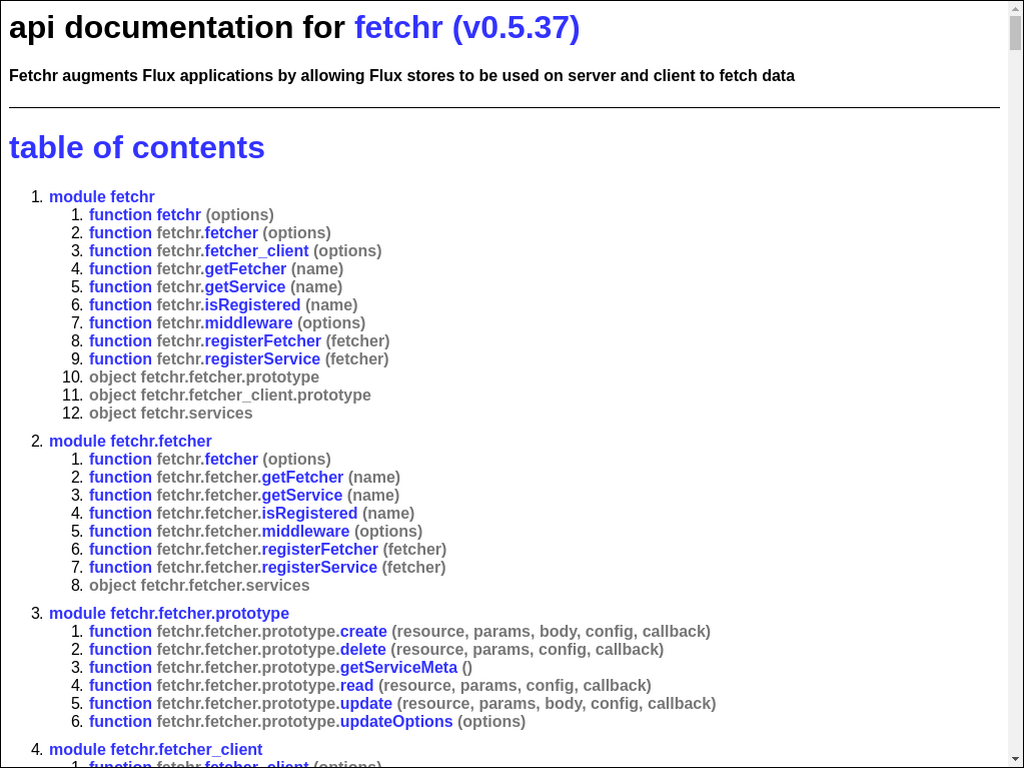 api documentation for fetchr (v0.5.37)
Fetchr augments Flux applications by allowing Flux stores to be used on server and client to fetch data
table of contents
1. module fetchr
1. function fetchr (options)
2. function fetchr.fetcher (options)
3. function fetchr.fetcher_client (options)
4. function fetchr.getFetcher (name)
5. function fetchr.getService (name)
6. function fetchr.isRegistered (name)
7. function fetchr.middleware (options)
8. function fetchr.registerFetcher (fetcher)
9. function fetchr.registerService (fetcher)
10. object fetchr.fetcher.prototype
11. object fetchr.fetcher_client.prototype
12. object fetchr.services
2. module fetchr.fetcher
1. function fetchr.fetcher (options)
2. function fetchr.fetcher.getFetcher (name)
3. function fetchr.fetcher.getService (name)
4. function fetchr.fetcher.isRegistered (name)
5. function fetchr.fetcher.middleware (options)
6. function fetchr.fetcher.registerFetcher (fetcher)
7. function fetchr.fetcher.registerService (fetcher)
8. object fetchr.fetcher.services
3. module fetchr.fetcher.prototype
1. function fetchr.fetcher.prototype.create (resource, params, body, config, callback)
2. function fetchr.fetcher.prototype.delete (resource, params, config, callback)
3. function fetchr.fetcher.prototype.getServiceMeta ()
4. function fetchr.fetcher.prototype.read (resource, params, config, callback)
5. function fetchr.fetcher.prototype.update (resource, params, body, config, callback)
6. function fetchr.fetcher.prototype.updateOptions (options)
4. module fetchr.fetcher_client
1. function fetchr.fetcher_client (options)